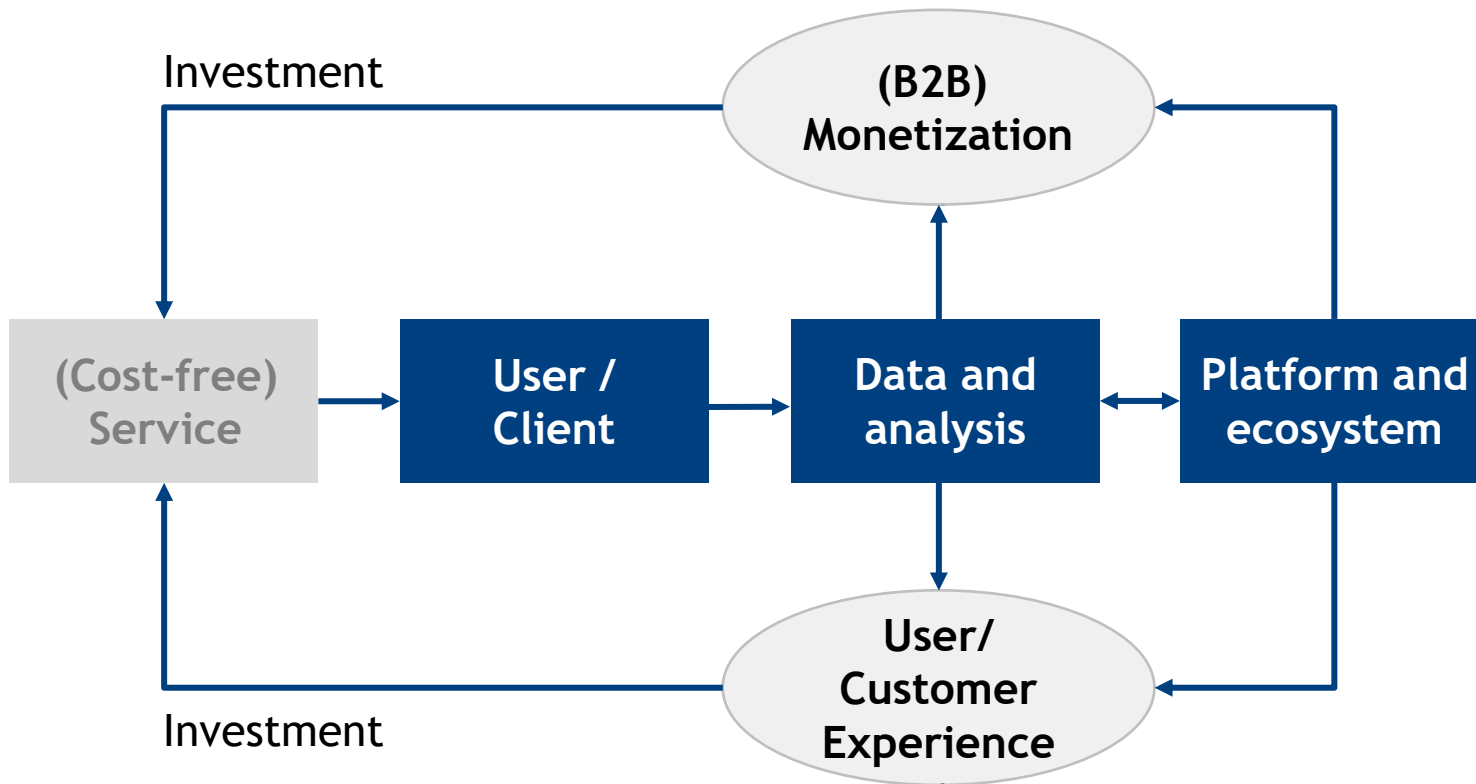 Investment
(B2B)
Monetization
(Cost-free)
Service
User /
Client
Data and
analysis
Platform and
ecosystem
User/
Customer
Experience
Investment